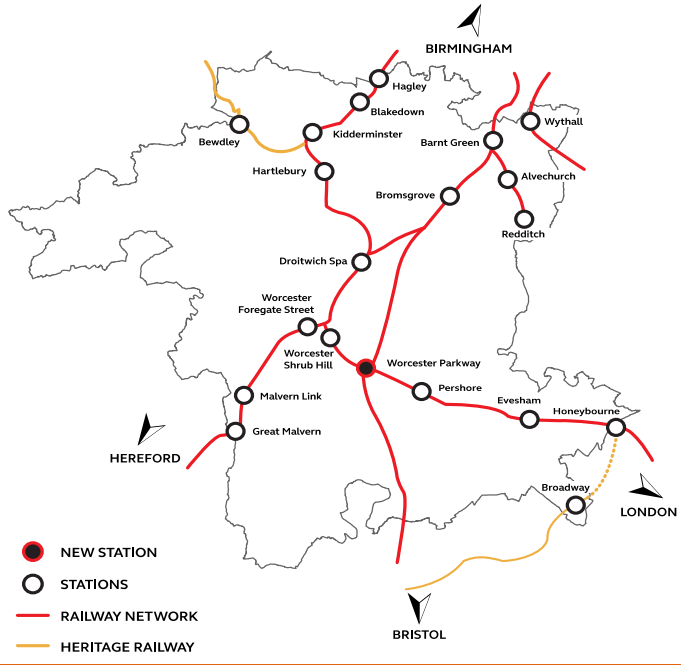 BIRMINGHAM
Hagley
Blakedown
Wythall
Kidderminster
Bewdley
Barnt Green
Hartlebury
Alvechurch
Bromsgrove
Redditch
Droitwich Spa
Worcester
Foregate Street
Worcester
Shrub Hill
Worcester Parkway
Pershore
Malvern Link
Evesham
Honeybourne
Great Malvern
HEREFORD
Broadway
LONDON
NEW STATION
STATIONS
RAILWAY NETWORK
BRISTOL
HERITAGE RAILWAY